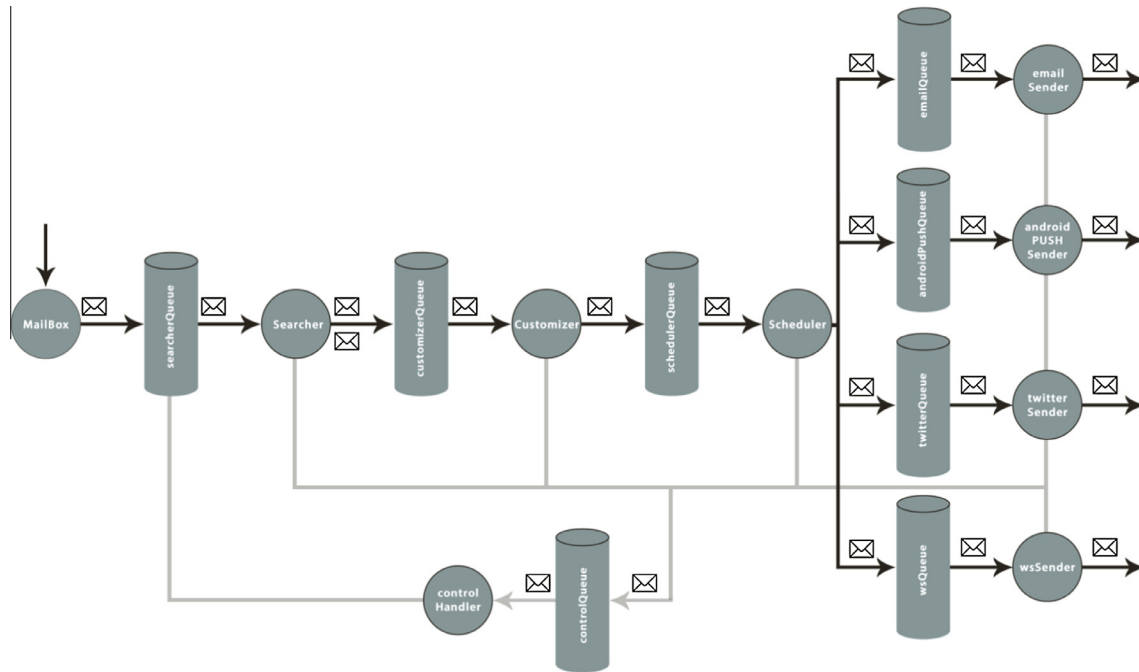 emailQueue
email
Sender
androidPushQueue
android
PUSH
Sender
MailBox
searcherQueue
Searcher
customizerQueue
Customizer
schedulerQueue
Scheduler
twitterQueue
twitter
Sender
control
Handler
controlQueue
wsQueue
wsSender